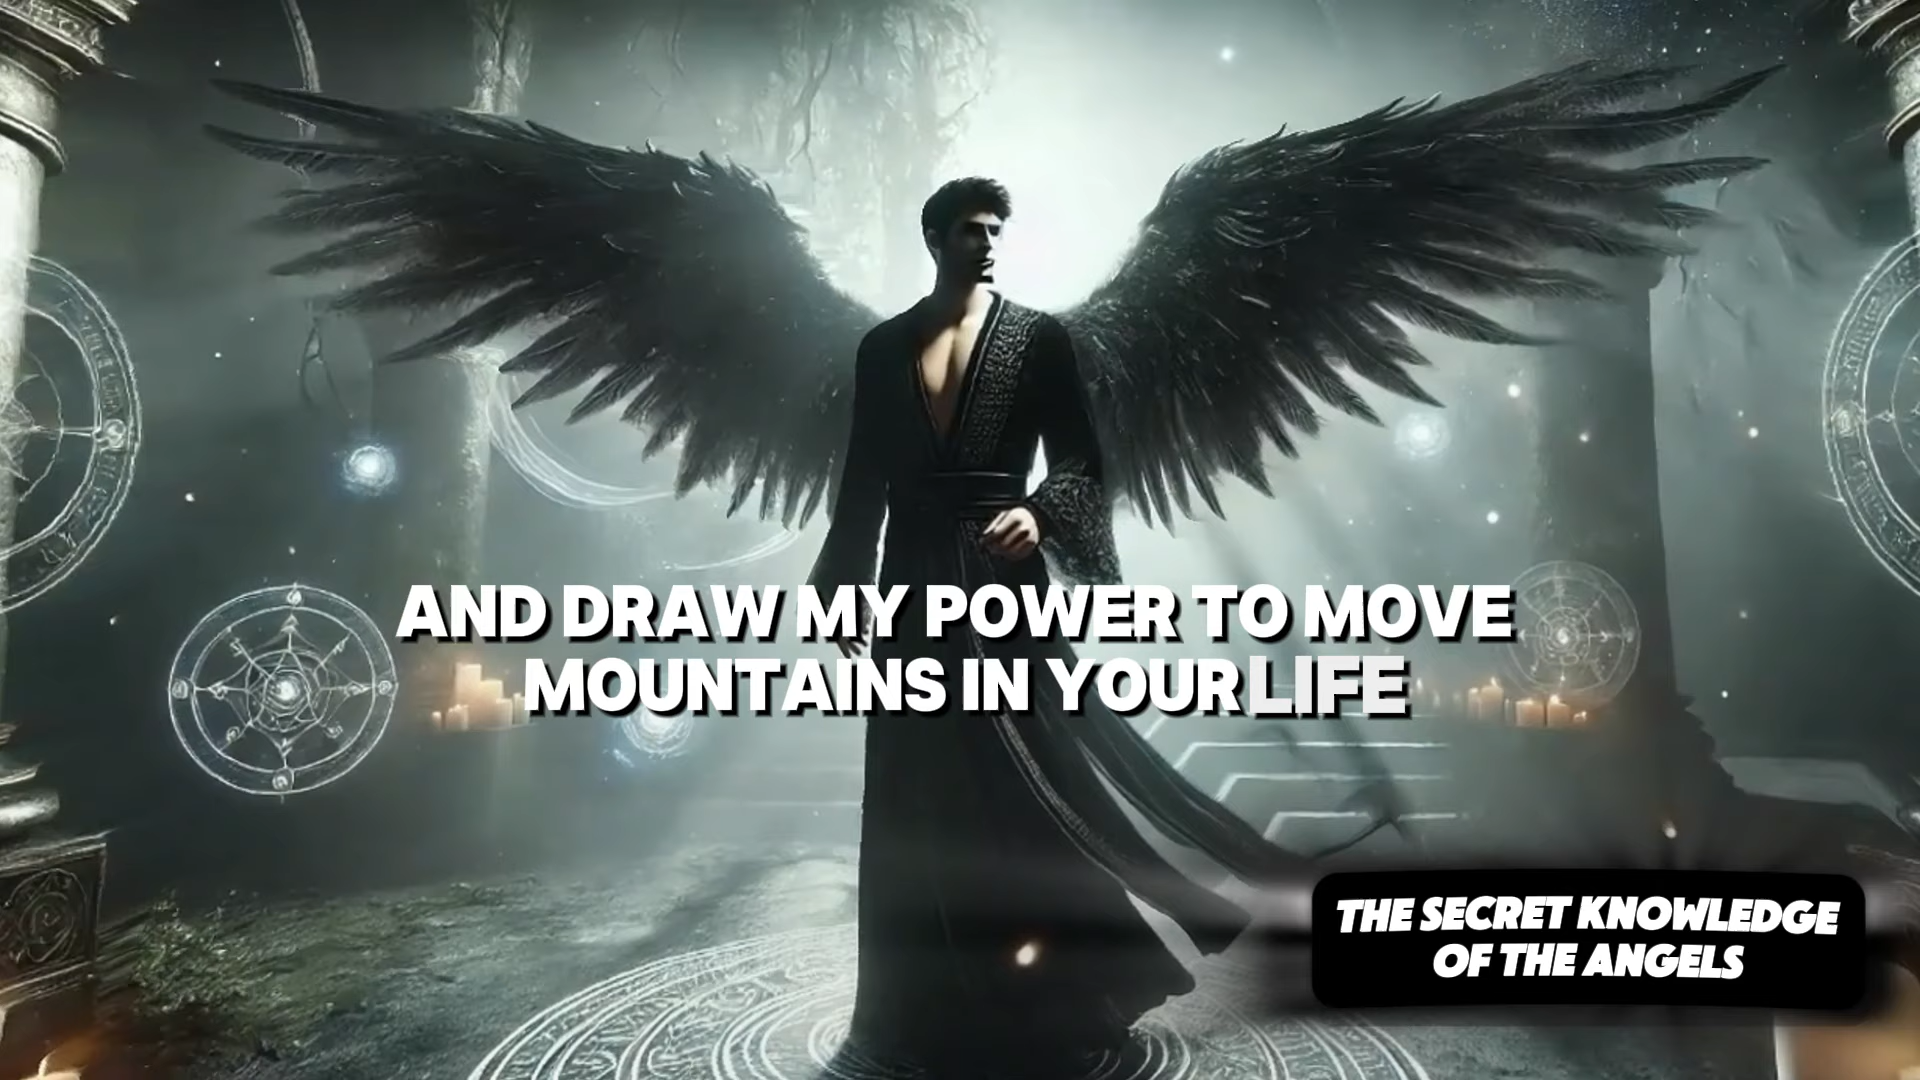 AND DRAW MY POWER TO MOVE
MOUNTAINS IN YOUR LIFE
THE SECRET KNOWLEDGE
OF THE ANGELS